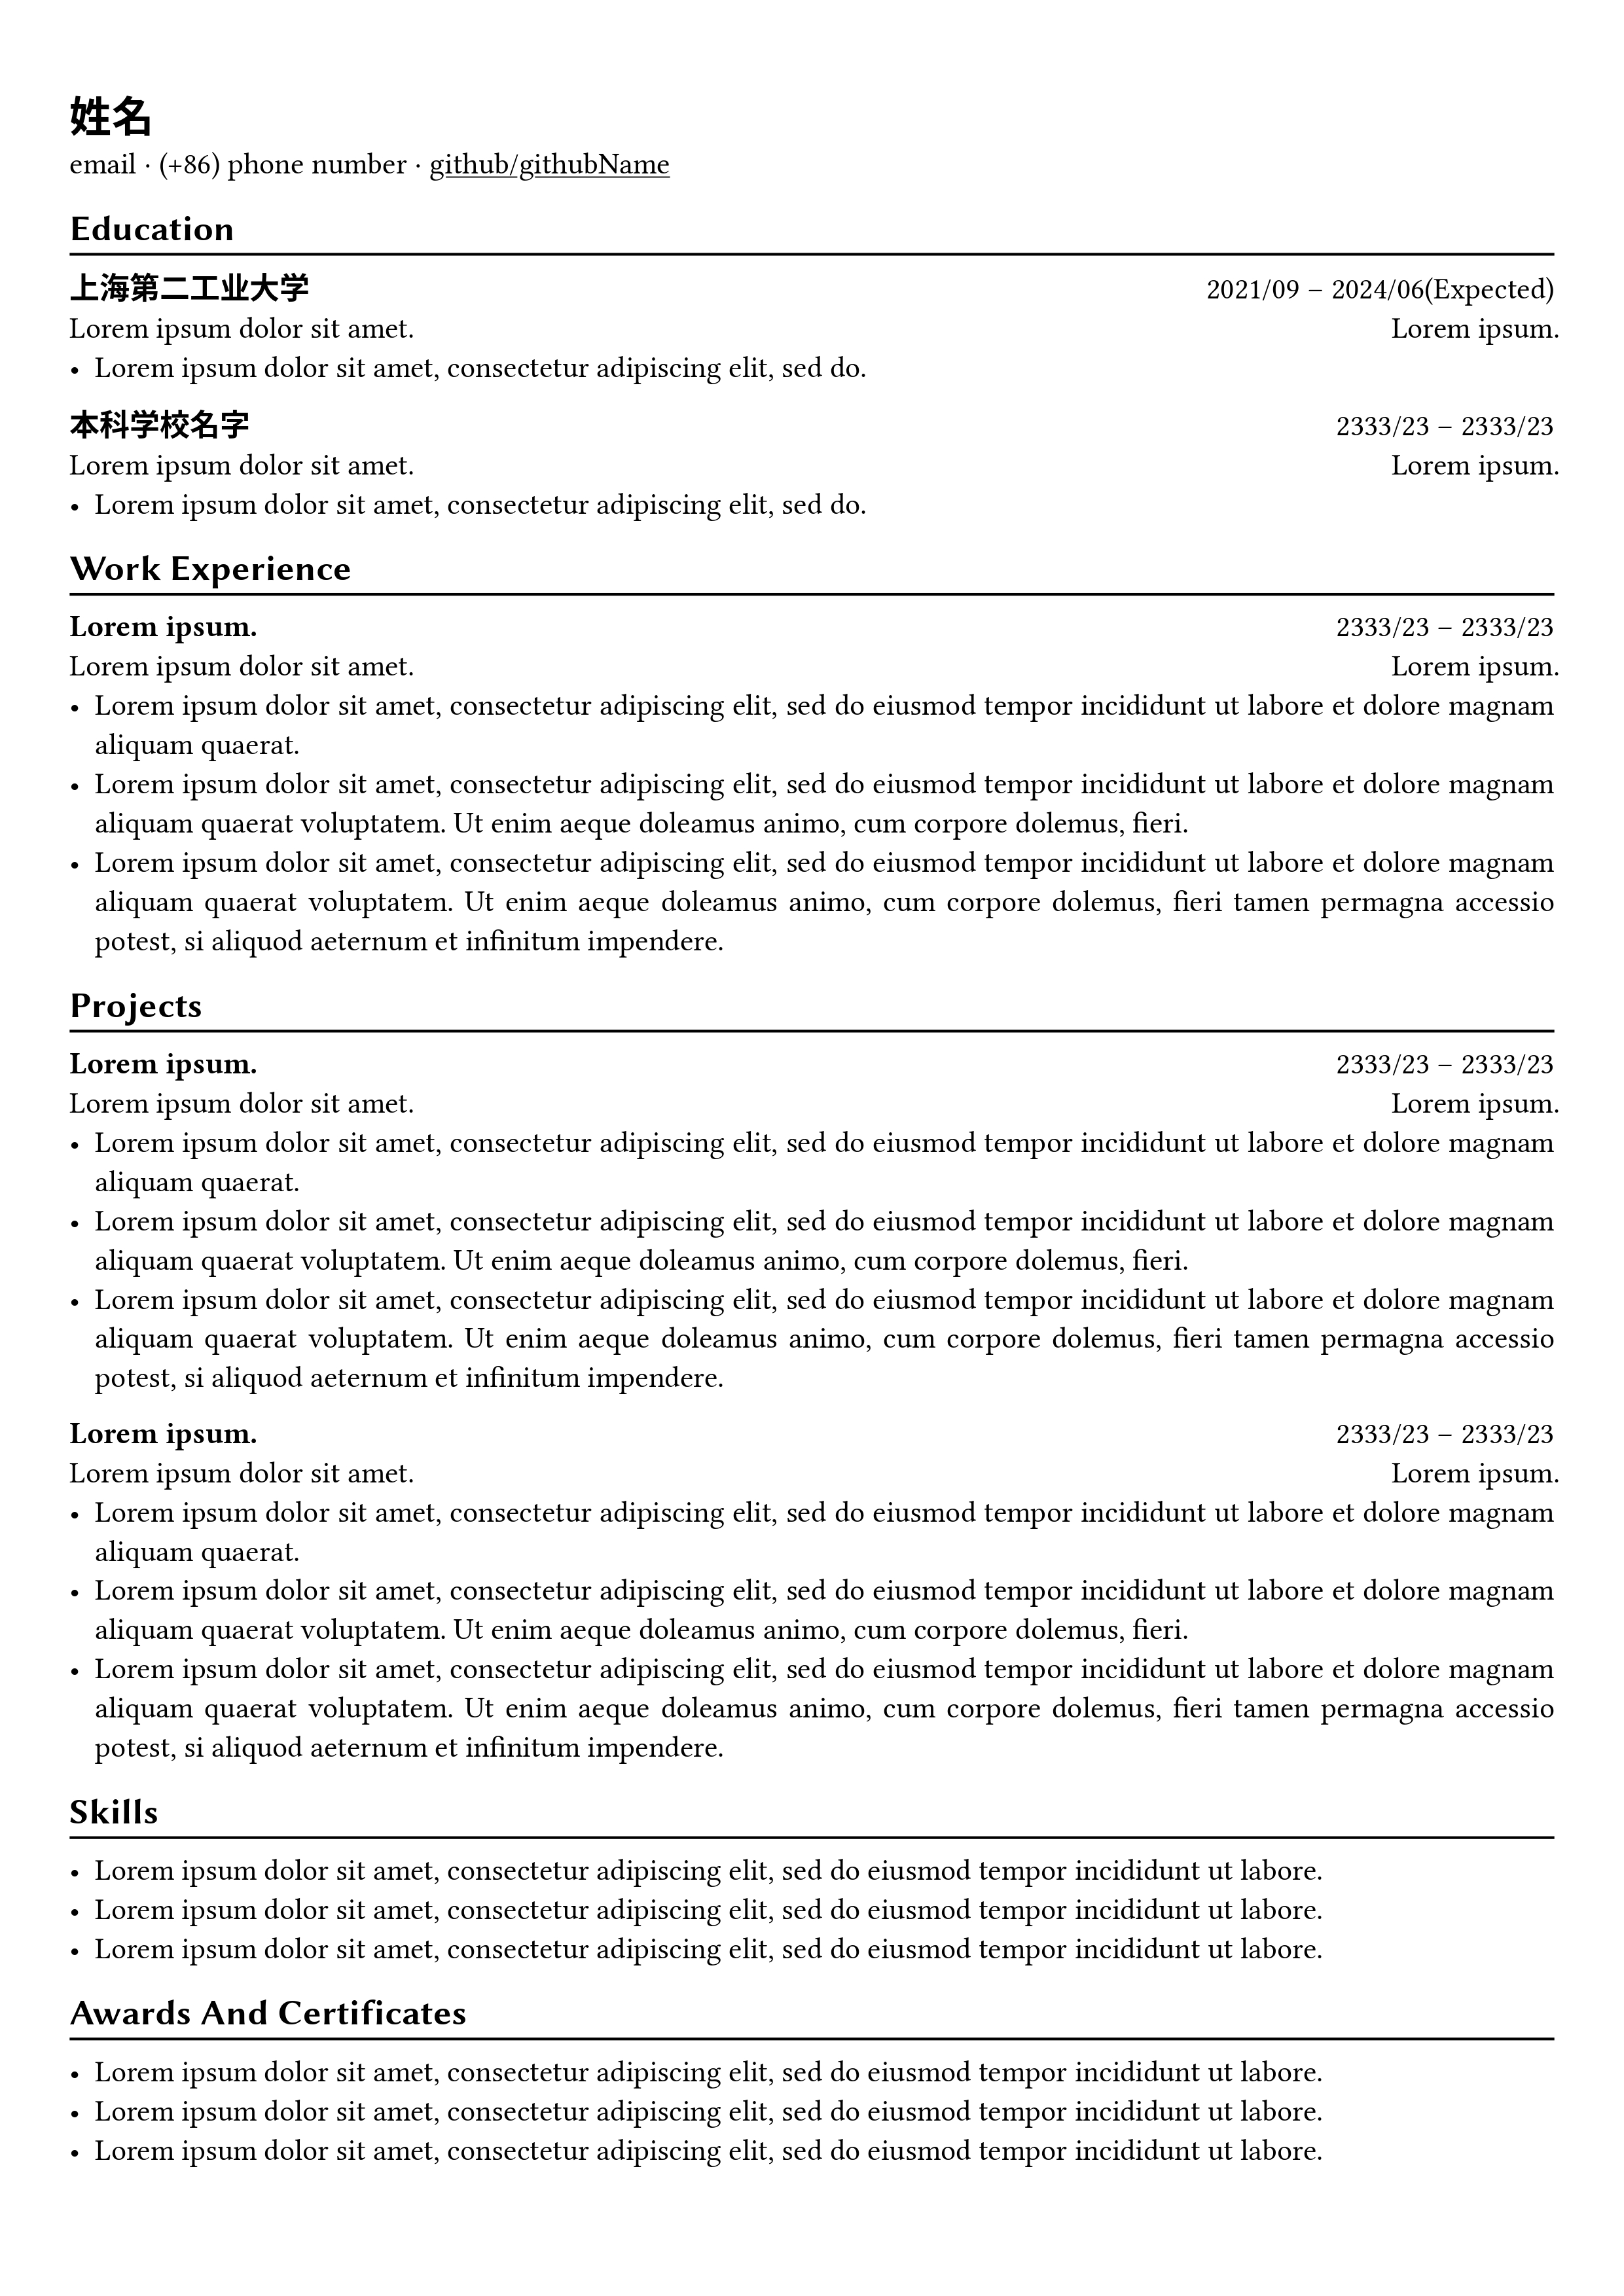 姓名
email · (+86) phone number · github/githubName
Education
上海第二工业大学 2021/09 – 2024/06(Expected)
Lorem ipsum dolor sit amet. Lorem ipsum.
• Lorem ipsum dolor sit amet, consectetur adipiscing elit, sed do.
本科学校名字 2333/23 – 2333/23
Lorem ipsum dolor sit amet. Lorem ipsum.
• Lorem ipsum dolor sit amet, consectetur adipiscing elit, sed do.
Work Experience
Lorem ipsum. 2333/23 – 2333/23
Lorem ipsum dolor sit amet. Lorem ipsum.
• Lorem ipsum dolor sit amet, consectetur adipiscing elit, sed do eiusmod tempor incididunt ut labore et dolore magnam
aliquam quaerat.
• Lorem ipsum dolor sit amet, consectetur adipiscing elit, sed do eiusmod tempor incididunt ut labore et dolore magnam
aliquam quaerat voluptatem. Ut enim aeque doleamus animo, cum corpore dolemus, fieri.
• Lorem ipsum dolor sit amet, consectetur adipiscing elit, sed do eiusmod tempor incididunt ut labore et dolore magnam
aliquam quaerat voluptatem. Ut enim aeque doleamus animo, cum corpore dolemus, fieri tamen permagna accessio
potest, si aliquod aeternum et infinitum impendere.
Projects
Lorem ipsum. 2333/23 – 2333/23
Lorem ipsum dolor sit amet. Lorem ipsum.
• Lorem ipsum dolor sit amet, consectetur adipiscing elit, sed do eiusmod tempor incididunt ut labore et dolore magnam
aliquam quaerat.
• Lorem ipsum dolor sit amet, consectetur adipiscing elit, sed do eiusmod tempor incididunt ut labore et dolore magnam
aliquam quaerat voluptatem. Ut enim aeque doleamus animo, cum corpore dolemus, fieri.
• Lorem ipsum dolor sit amet, consectetur adipiscing elit, sed do eiusmod tempor incididunt ut labore et dolore magnam
aliquam quaerat voluptatem. Ut enim aeque doleamus animo, cum corpore dolemus, fieri tamen permagna accessio
potest, si aliquod aeternum et infinitum impendere.
Lorem ipsum. 2333/23 – 2333/23
Lorem ipsum dolor sit amet. Lorem ipsum.
• Lorem ipsum dolor sit amet, consectetur adipiscing elit, sed do eiusmod tempor incididunt ut labore et dolore magnam
aliquam quaerat.
• Lorem ipsum dolor sit amet, consectetur adipiscing elit, sed do eiusmod tempor incididunt ut labore et dolore magnam
aliquam quaerat voluptatem. Ut enim aeque doleamus animo, cum corpore dolemus, fieri.
• Lorem ipsum dolor sit amet, consectetur adipiscing elit, sed do eiusmod tempor incididunt ut labore et dolore magnam
aliquam quaerat voluptatem. Ut enim aeque doleamus animo, cum corpore dolemus, fieri tamen permagna accessio
potest, si aliquod aeternum et infinitum impendere.
Skills
• Lorem ipsum dolor sit amet, consectetur adipiscing elit, sed do eiusmod tempor incididunt ut labore.
• Lorem ipsum dolor sit amet, consectetur adipiscing elit, sed do eiusmod tempor incididunt ut labore.
• Lorem ipsum dolor sit amet, consectetur adipiscing elit, sed do eiusmod tempor incididunt ut labore.
Awards And Certificates
• Lorem ipsum dolor sit amet, consectetur adipiscing elit, sed do eiusmod tempor incididunt ut labore.
• Lorem ipsum dolor sit amet, consectetur adipiscing elit, sed do eiusmod tempor incididunt ut labore.
• Lorem ipsum dolor sit amet, consectetur adipiscing elit, sed do eiusmod tempor incididunt ut labore.